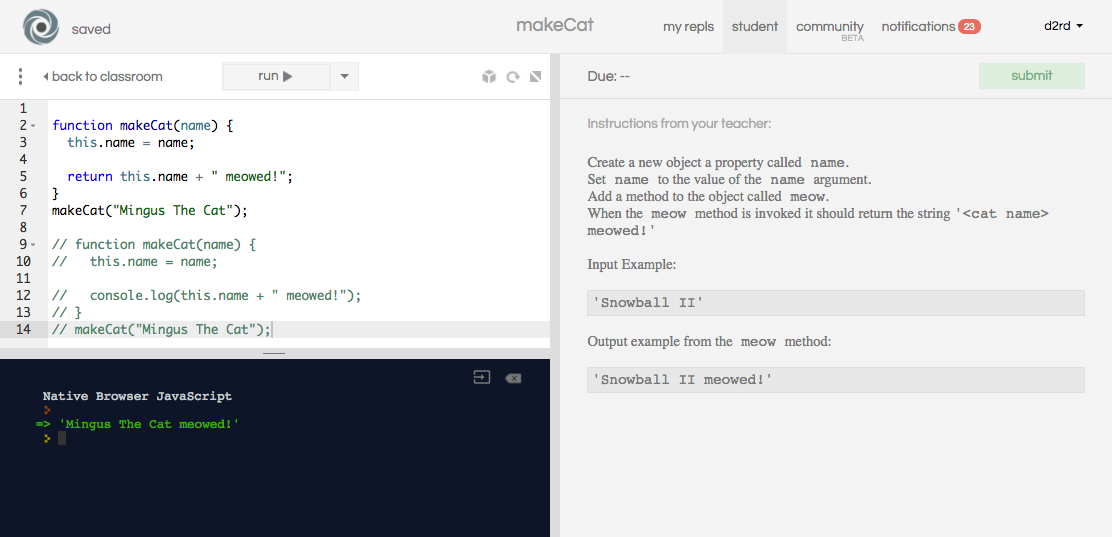 saved
makeCat
my repls student community notifications 23 d2rd
BETA
back to classroom
run
Due: --
submit
1
2 function makeCat(name) {
3 this.name = name;
4
5 return this.name + " meowed!";
6 }
7 makeCat("Mingus The Cat");
8
9 // function makeCat(name) {
10 // this.name = name;
11
12 // console.log(this.name + " meowed!");
13 // }
14 // makeCat("Mingus The Cat");
Native Browser JavaScript
=> 'Mingus The Cat meowed!'
Instructions from your teacher:
Create a new object a property called name.
Set name to the value of the name argument.
Add a method to the object called meow.
When the meow method is invoked it should return the string '<cat name>
meowed!'
Input Example:
'Snowball II'
Output example from the meow method:
'Snowball II meowed!'